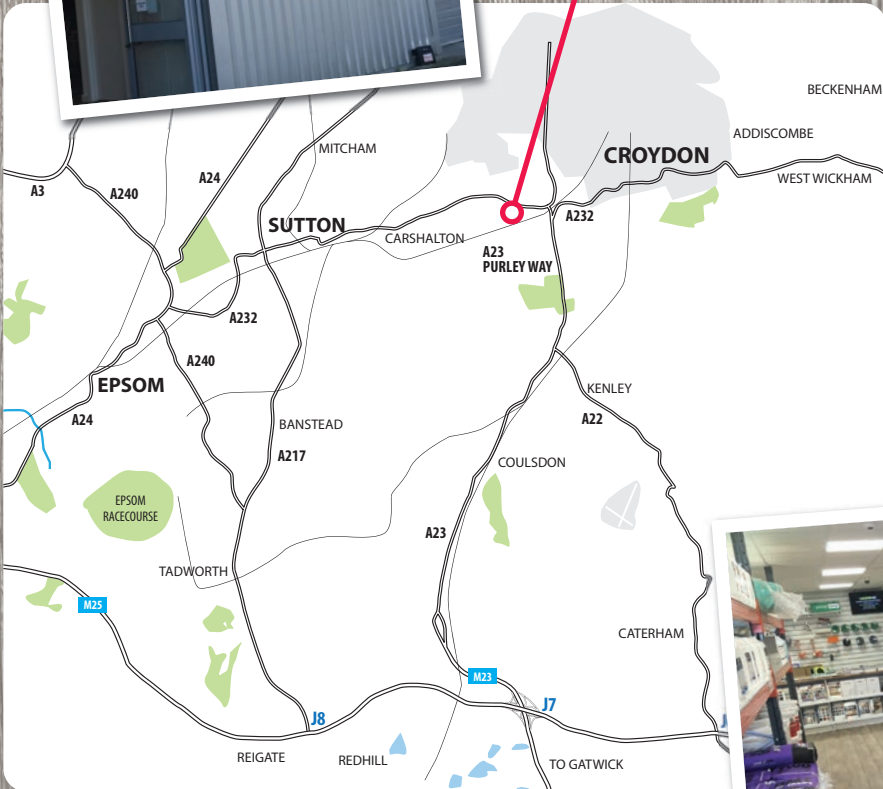 BECKENHAM
ADDISCOMBE
MITCHAM
CROYDON
A3
A240
A24
WEST WICKHAM
SUTTON
A232
CARSHALTON
A23
PURLEY WAY
A232
A240
EPSOM
KENLEY
A24
A22
BANSTEAD
A217
COULSDON
EPSOM
RACECOURSE
A23
TADWORTH
M25
CATERHAM
M23
J7
J8
REIGATE
REDHILL
TO GATWICK